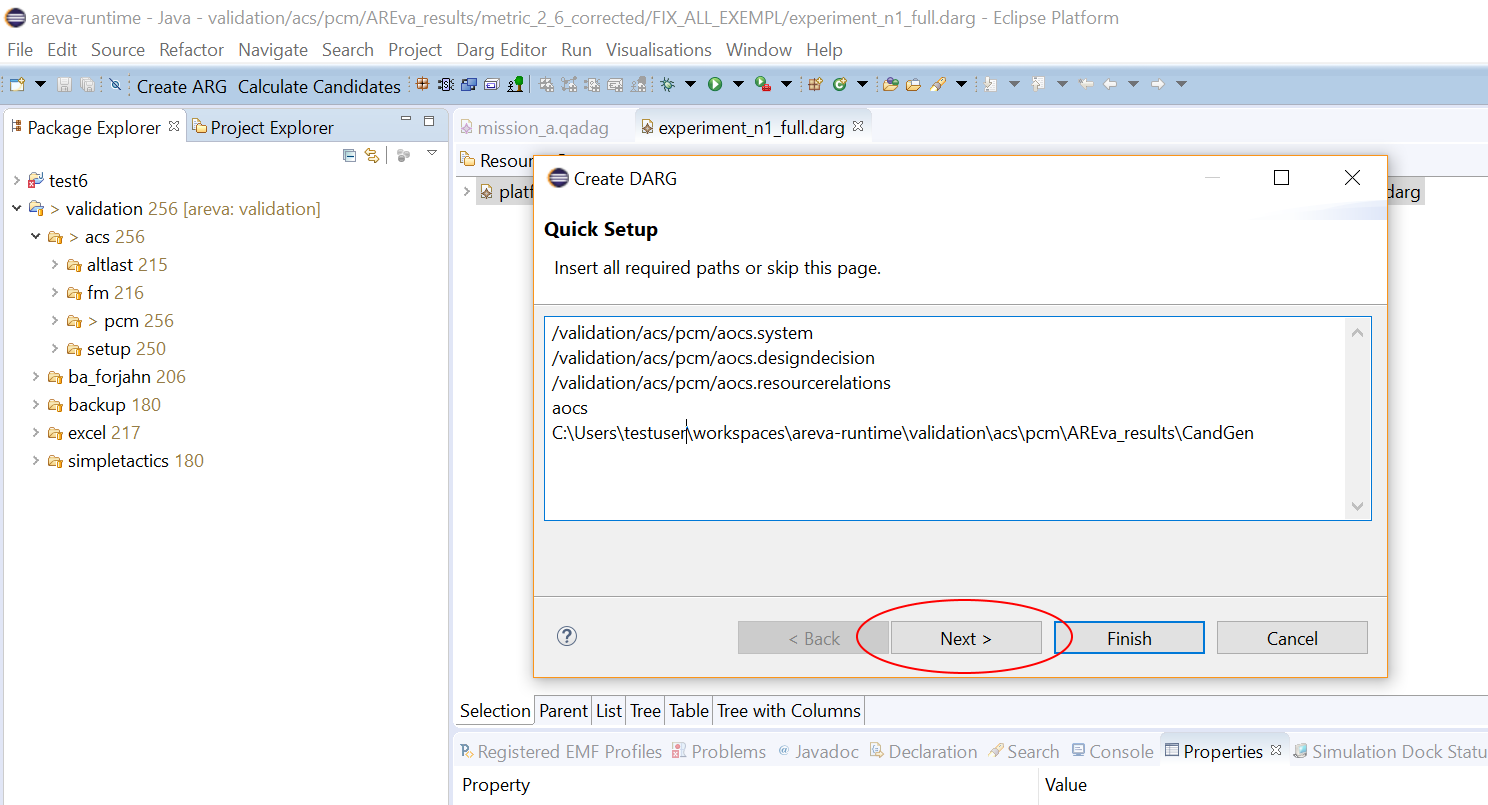 areva-runtime - Java - validation/acs/pcm/AREva_results/metric_2_6_corrected/FIX_ALL_EXEMPL/experiment_n1_full.darg - Eclipse Platform
File Edit Source Refactor Navigate Search Project Darg Editor Run Visualisations Window Help
Create ARG Calculate Candidates
Package Explorer Project Explorer
mission_a.qadag experiment_n1_full.darg
test6
> validation 256 [areva: validation]
> acs 256
altlast 215
fm 216
> pcm 256
setup 250
ba_forjahn 206
backup 180
excel 217
simpletactics 180
Resour
platf
darg
Create DARG
Quick Setup
Insert all required paths or skip this page.
/validation/acs/pcm/aocs.system
/validation/acs/pcm/aocs.designdecision
/validation/acs/pcm/aocs.resourcerelations
aocs
C:\Users\testuser\workspaces\areva-runtime\validation\acs\pcm\AREva_results\CandGen
? < Back Next > Finish Cancel
Selection Parent List Tree Table Tree with Columns
Registered EMF Profiles Problems @ Javadoc Declaration Search Console Properties Simulation Dock Statu
Property Value